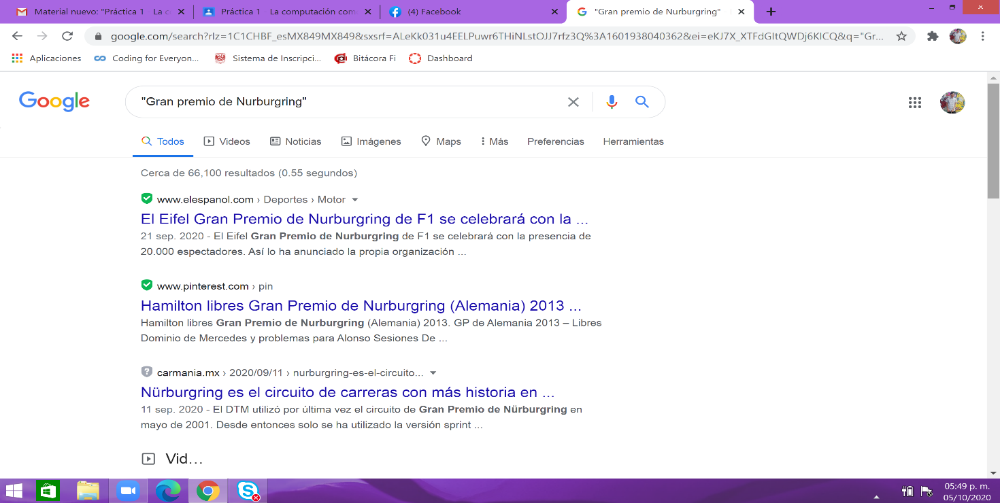 Material nuevo: "Práctica 1 La c
Práctica 1 La computación com
(4) Facebook
"Gran premio de Nurburgring"
google.com/search?rlz=1C1CHBF_esMX849MX849&sxsrf=ALeKk031u4EELPuwr6THiNLstOJJ7rfz3Q%3A1601938040362&ei=eKJ7X_XTFdGItQWDj6KICQ&q="Gr...
Aplicaciones
Coding for Everyon...
Sistema de Inscripci...
Bitácora Fi
Dashboard
Google
"Gran premio de Nurburgring"
Todos Videos Noticias Imágenes Maps Más Preferencias Herramientas
Cerca de 66,100 resultados (0.55 segundos)
www.elespanol.com › Deportes › Motor
El Eifel Gran Premio de Nurburgring de F1 se celebrará con la ...
21 sep. 2020 - El Eifel Gran Premio de Nurburgring de F1 se celebrará con la presencia de
20.000 espectadores. Así lo ha anunciado la propia organización ...
www.pinterest.com › pin
Hamilton libres Gran Premio de Nurburgring (Alemania) 2013 ...
Hamilton libres Gran Premio de Nurburgring (Alemania) 2013. GP de Alemania 2013 – Libres
Dominio de Mercedes y problemas para Alonso Sesiones De ...
carmania.mx › 2020/09/11 › nurburgring-es-el-circuito...
Nürburgring es el circuito de carreras con más historia en ...
11 sep. 2020 - El DTM utilizó por última vez el circuito de Gran Premio de Nürburgring en
mayo de 2001. Desde entonces solo se ha utilizado la versión sprint ...
Vid...
05:49 p. m.
05/10/2020